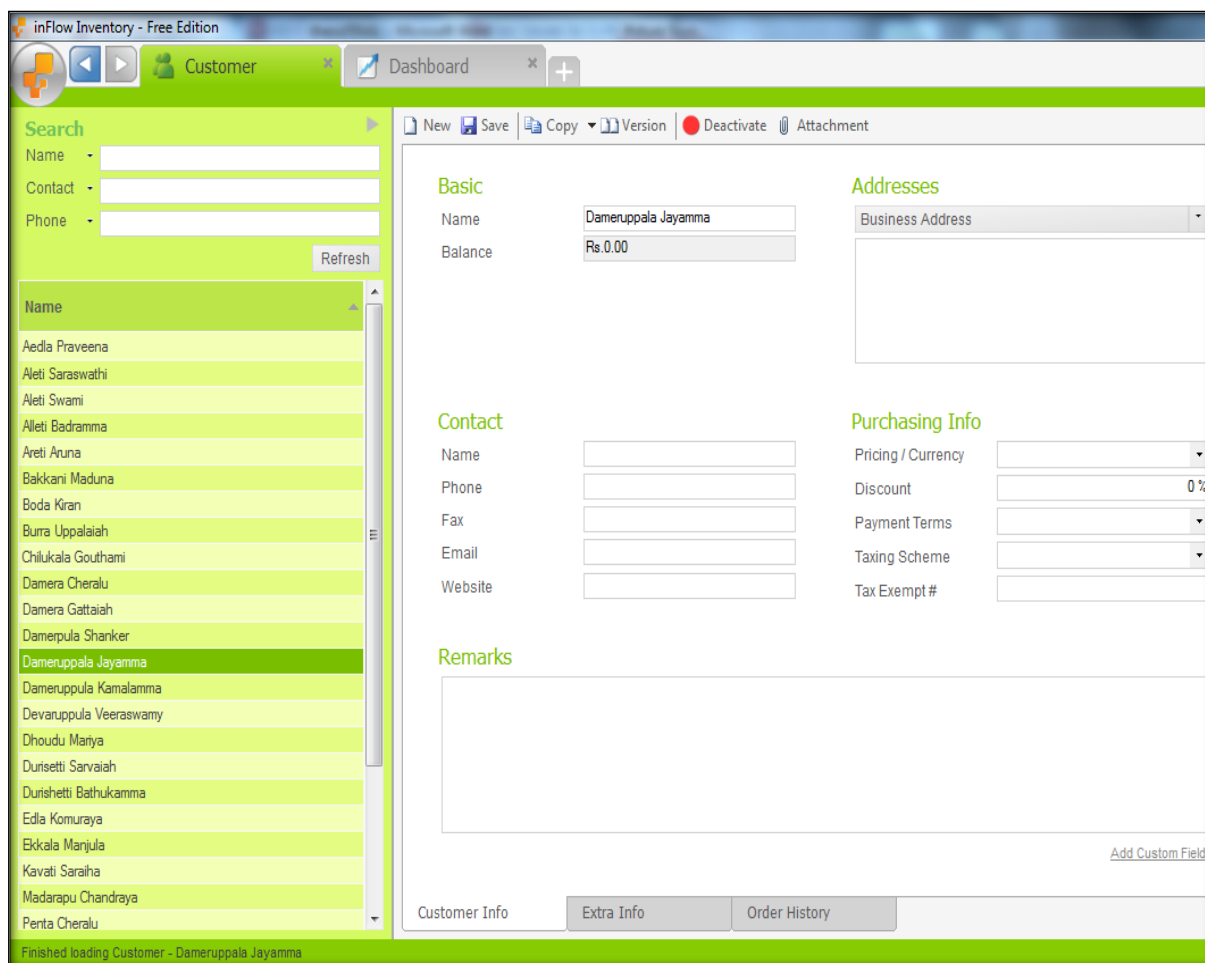 inFlow Inventory - Free Edition
Customer
Dashboard
Search
Name
Contact
Phone
Refresh
Name
Aedla Praveena
Aleti Saraswathi
Aleti Swami
Alleti Badramma
Areti Aruna
Bakkani Maduna
Boda Kiran
Burra Uppalaiah
Chilukala Gouthami
Damera Cheralu
Damera Gattaiah
Damerpula Shanker
Dameruppala Jayamma
Dameruppula Kamalamma
Devaruppula Veeraswamy
Dhoudu Mariya
Durisetti Sarvaiah
Durishetti Bathukamma
Edla Komuraya
Ekkala Manjula
Kavati Saraiha
Madarapu Chandraya
Penta Cheralu
New Save Copy Version Deactivate Attachment
Basic
Name Dameruppala Jayamma
Balance Rs.0.00
Addresses
Business Address
Contact
Name
Phone
Fax
Email
Website
Purchasing Info
Pricing / Currency
Discount 0 %
Payment Terms
Taxing Scheme
Tax Exempt #
Remarks
Add Custom Field
Customer Info Extra Info Order History
Finished loading Customer - Dameruppala Jayamma